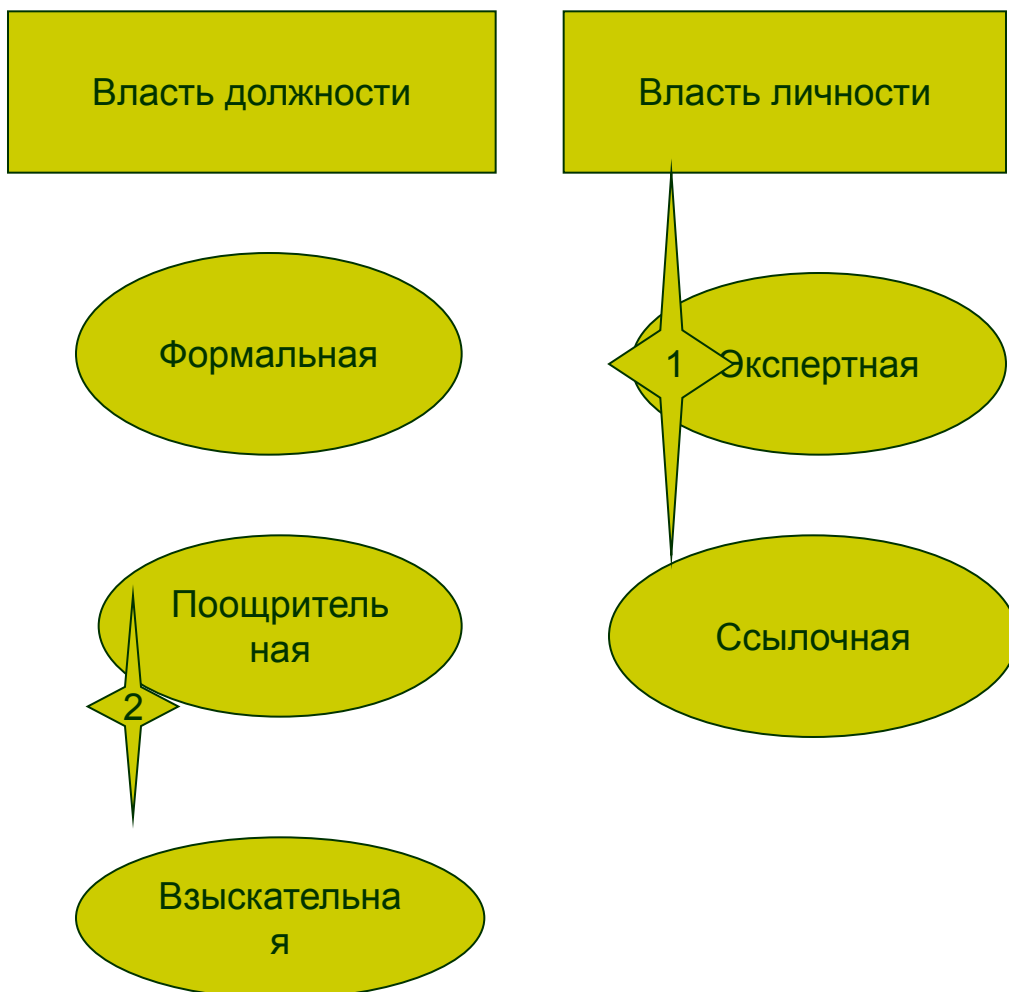 Власть должности
Власть личности
Формальная
1
Экспертная
Поощритель
ная
2
Ссылочная
Взыскательна
я